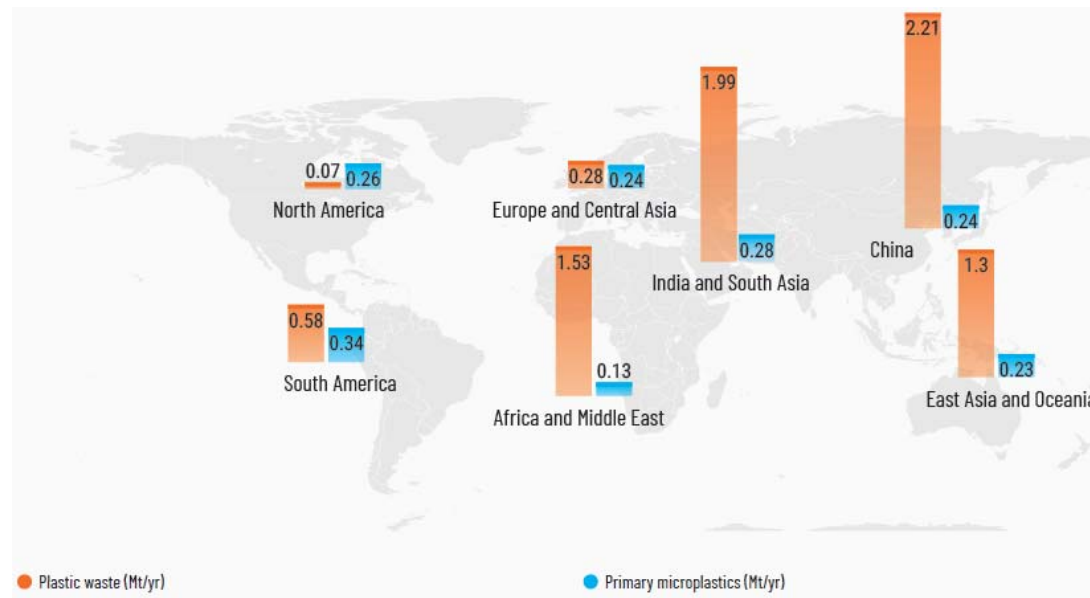 2.21
1.99
0.07
0.26
0.28
0.24
North America
Europe and Central Asia
0.24
China
0.28
India and South Asia
1.53
1.3
0.58
0.34
South America
0.13
Africa and Middle East
0.23
East Asia and Oceania
Plastic waste (Mt/yr)
Primary microplastics (Mt/yr)